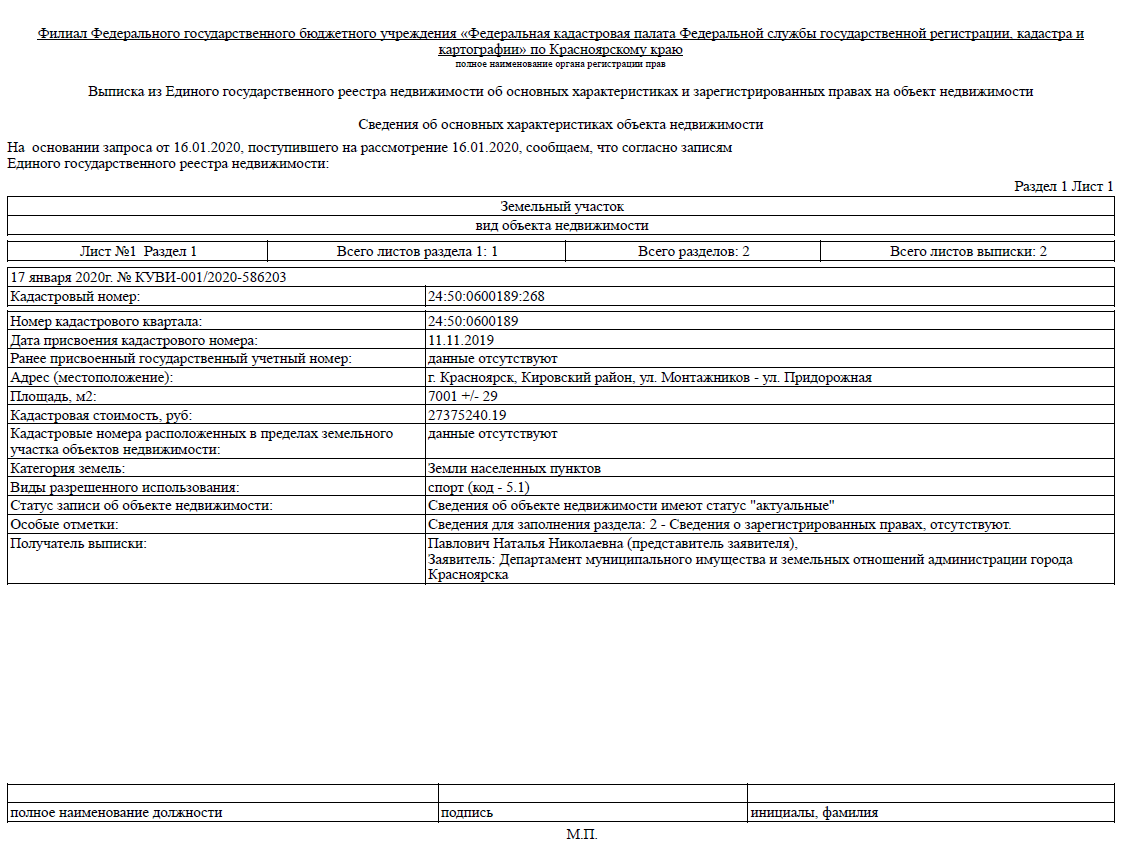 Филиал Федерального государственного бюджетного учреждения «Федеральная кадастровая палата Федеральной службы государственной регистрации, кадастра и
картографии» по Красноярскому краю
полное наименование органа регистрации прав
Выписка из Единого государственного реестра недвижимости об основных характеристиках и зарегистрированных правах на объект недвижимости
Сведения об основных характеристиках объекта недвижимости
На основании запроса от 16.01.2020, поступившего на рассмотрение 16.01.2020, сообщаем, что согласно записям
Единого государственного реестра недвижимости:
Раздел 1 Лист 1
Земельный участок
вид объекта недвижимости
Лист №1 Раздел 1 Всего листов раздела 1: 1 Всего разделов: 2 Всего листов выписки: 2
17 января 2020г. № КУВИ-001/2020-586203
Кадастровый номер: 24:50:0600189:268
Номер кадастрового квартала: 24:50:0600189
Дата присвоения кадастрового номера: 11.11.2019
Ранее присвоенный государственный учетный номер: данные отсутствуют
Адрес (местоположение): г. Красноярск, Кировский район, ул. Монтажников - ул. Придорожная
Площадь, м2: 7001 +/- 29
Кадастровая стоимость, руб: 27375240.19
Кадастровые номера расположенных в пределах земельного данные отсутствуют
участка объектов недвижимости:
Категория земель: Земли населенных пунктов
Виды разрешенного использования: спорт (код - 5.1)
Статус записи об объекте недвижимости: Сведения об объекте недвижимости имеют статус "актуальные"
Особые отметки: Сведения для заполнения раздела: 2 - Сведения о зарегистрированных правах, отсутствуют.
Получатель выписки: Павлович Наталья Николаевна (представитель заявителя),
Заявитель: Департамент муниципального имущества и земельных отношений администрации города
Красноярска
полное наименование должности подпись инициалы, фамилия
М.П.